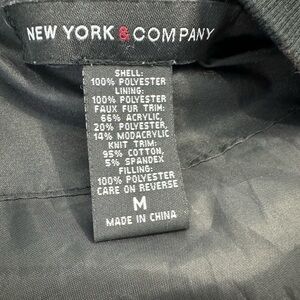 NEW YORK & COMPANY
SHELL:
100% POLYESTER
LINING:
100% POLYESTER
FAUX FUR TRIM:
66% ACRYLIC,
20% POLYESTER,
14% MODACRYLIC
KNIT TRIM:
95% COTTON,
5% SPANDEX
FILLING:
100% POLYESTER
CARE ON REVERSE
M
MADE IN CHINA